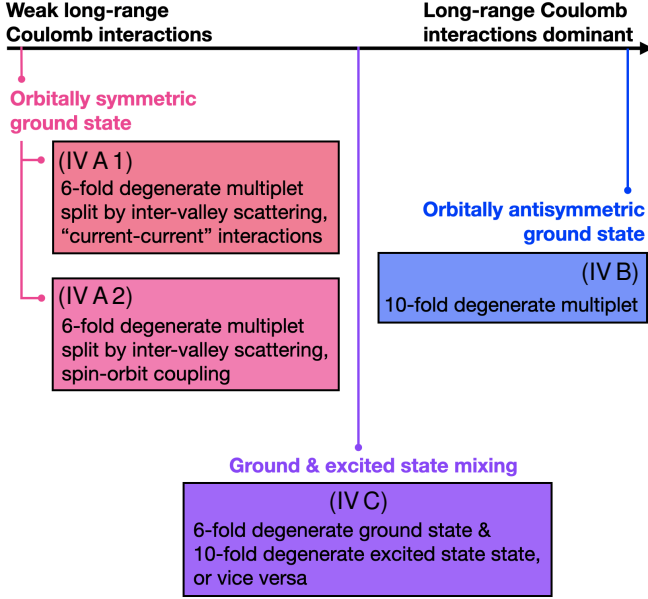 Weak long-range
Coulomb interactions
Long-range Coulomb
interactions dominant
Orbitally symmetric
ground state
(IV A 1)
6-fold degenerate multiplet
split by inter-valley scattering,
“current-current” interactions
(IV A 2)
6-fold degenerate multiplet
split by inter-valley scattering,
spin-orbit coupling
Orbitally antisymmetric
ground state
(IV B)
10-fold degenerate multiplet
Ground & excited state mixing
(IV C)
6-fold degenerate ground state &
10-fold degenerate excited state state,
or vice versa